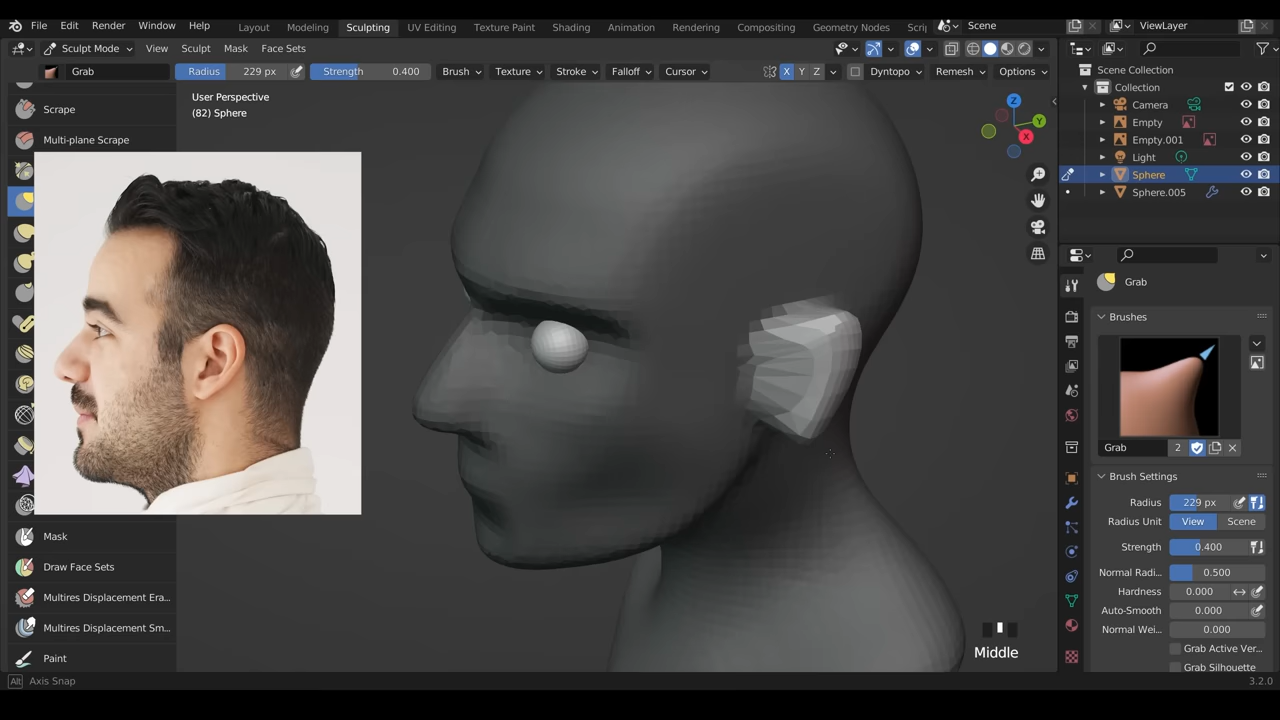 File Edit Render Window Help Layout Modeling Sculpting UV Editing Texture Paint Shading Animation Rendering Compositing Geometry Nodes Scri Scene ViewLayer
Sculpt Mode View Sculpt Mask Face Sets
Grab Radius 229 px Strength 0.400 Brush Texture Stroke Falloff Cursor X Y Z Dyntopo Remesh Options
Scrape
Multi-plane Scrape
Mask
Draw Face Sets
Multires Displacement Era...
Multires Displacement Sm...
Paint
User Perspective
(82) Sphere
Z
Y
X
Middle
Scene Collection
Collection
Camera
Empty
Empty.001
Light
Sphere
Sphere.005
Grab
Brushes
Grab 2
Brush Settings
Radius 229 px
Radius Unit View Scene
Strength 0.400
Normal Radi... 0.500
Hardness 0.000
Auto-Smooth 0.000
Normal Wei... 0.000
Grab Active Ver...
Grab Silhouette
Alt Axis Snap 3.2.0